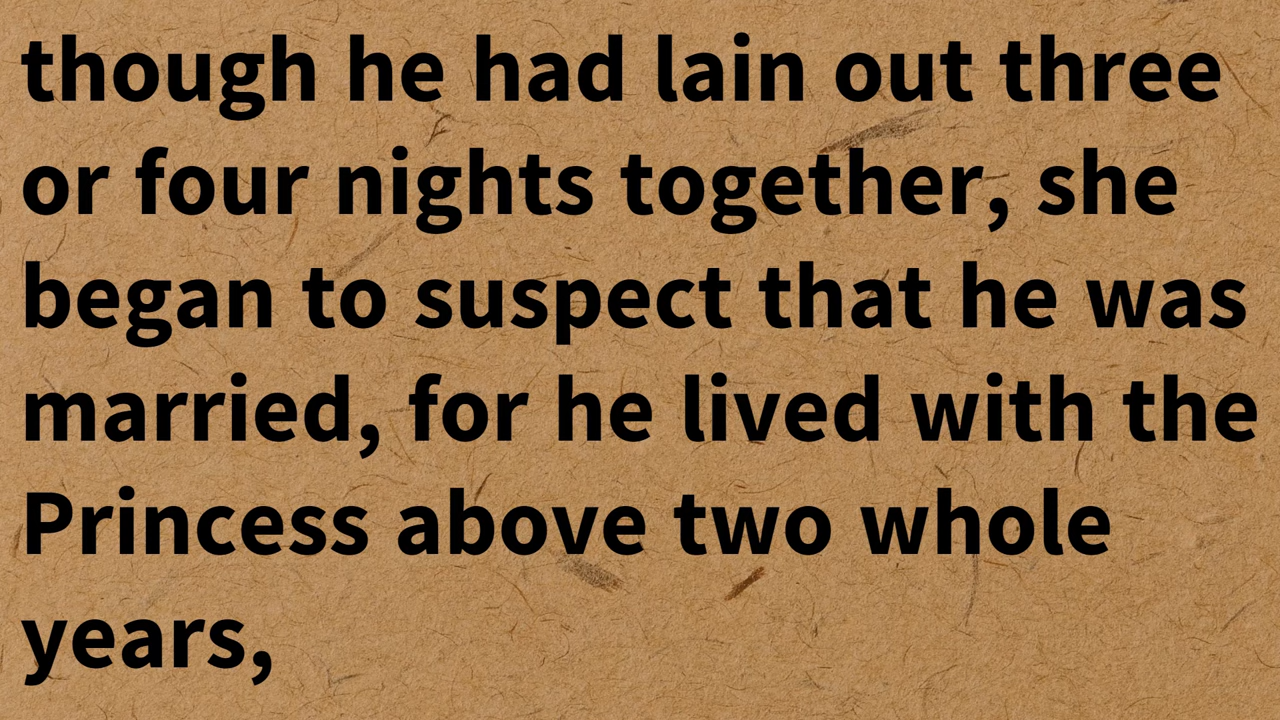 though he had lain out three
or four nights together, she
began to suspect that he was
married, for he lived with the
Princess above two whole
years,